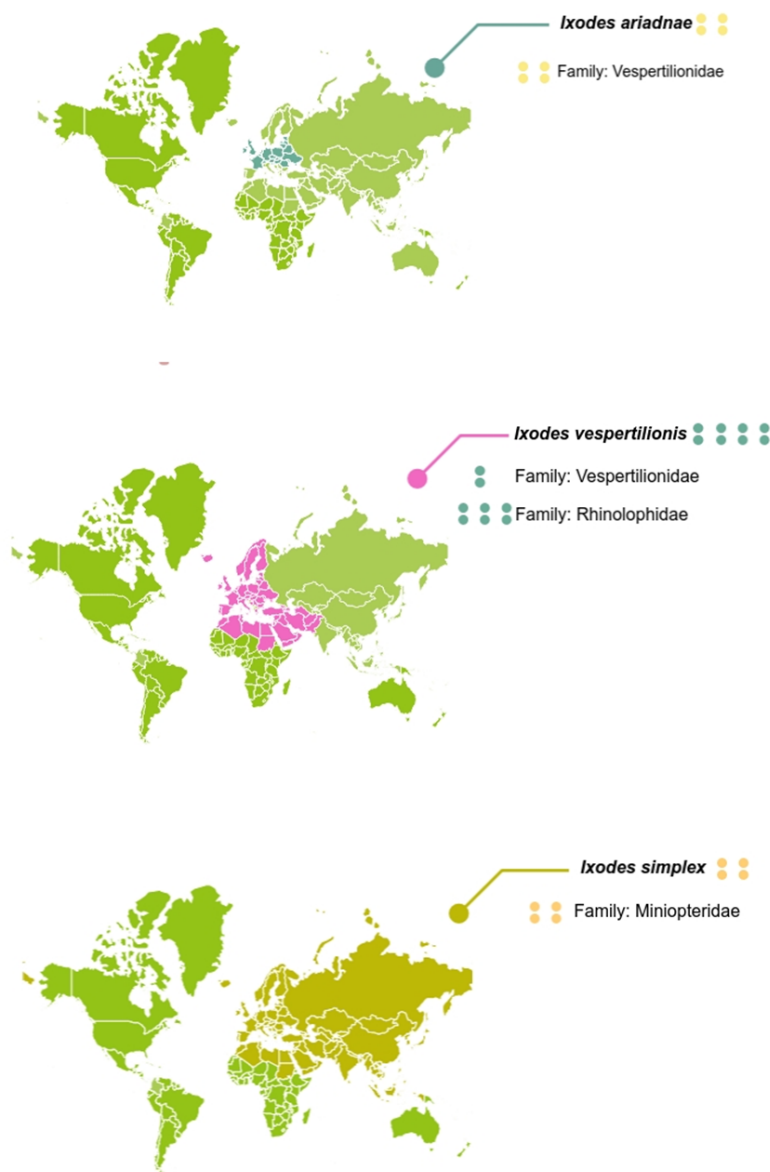 Ixodes ariadnae
Family: Vespertilionidae
Ixodes vespertilionis
Family: Vespertilionidae
Family: Rhinolophidae
Ixodes simplex
Family: Miniopteridae